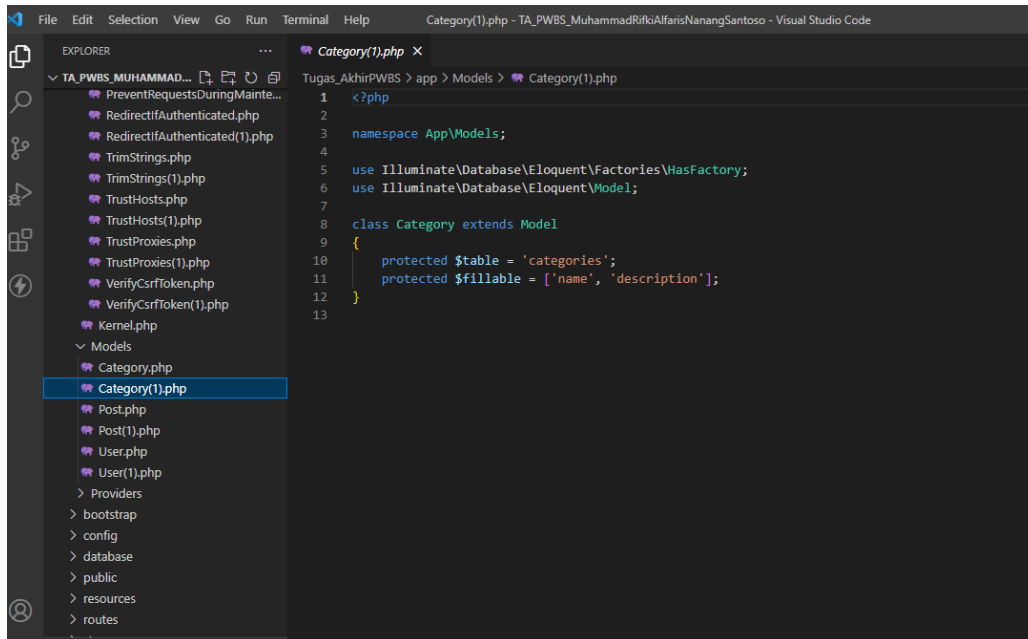 File Edit Selection View Go Run Terminal Help Category(1).php - TA_PWBS_MuhammadRifkiAlfarisNanangSantoso - Visual Studio Code
EXPLORER ...
TA_PWBS_MUHAMMAD...
PreventRequestsDuringMainte...
RedirectIfAuthenticated.php
RedirectIfAuthenticated(1).php
TrimStrings.php
TrimStrings(1).php
TrustHosts.php
TrustHosts(1).php
TrustProxies.php
TrustProxies(1).php
VerifyCsrfToken.php
VerifyCsrfToken(1).php
Kernel.php
Models
Category.php
Category(1).php
Post.php
Post(1).php
User.php
User(1).php
Providers
bootstrap
config
database
public
resources
routes
Category(1).php
Tugas_AkhirPWBS > app > Models > Category(1).php
1 <?php
2
3 namespace App\Models;
4
5 use Illuminate\Database\Eloquent\Factories\HasFactory;
6 use Illuminate\Database\Eloquent\Model;
7
8 class Category extends Model
9 {
10 protected $table = 'categories';
11 protected $fillable = ['name', 'description'];
12 }
13